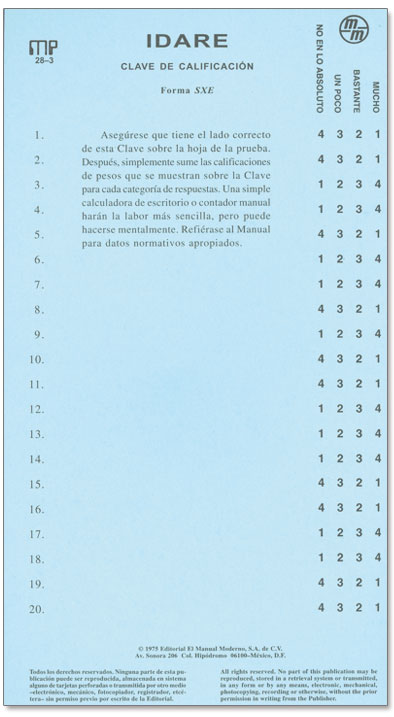 MP
28–3
IDARE
CLAVE DE CALIFICACIÓN
Forma SXE
NO EN LO ABSOLUTO
UN POCO
BASTANTE
MUCHO
Asegúrese que tiene el lado correcto
de esta Clave sobre la hoja de la prueba.
Después, simplemente sume las calificaciones
de pesos que se muestran sobre la Clave
para cada categoría de respuestas. Una simple
calculadora de escritorio o contador manual
harán la labor más sencilla, pero puede
hacerse mentalmente. Refiérase al Manual
para datos normativos apropiados.
1. 4 3 2 1
2. 4 3 2 1
3. 1 2 3 4
4. 1 2 3 4
5. 4 3 2 1
6. 1 2 3 4
7. 1 2 3 4
8. 4 3 2 1
9. 1 2 3 4
10. 4 3 2 1
11. 4 3 2 1
12. 1 2 3 4
13. 1 2 3 4
14. 1 2 3 4
15. 4 3 2 1
16. 4 3 2 1
17. 1 2 3 4
18. 1 2 3 4
19. 4 3 2 1
20. 4 3 2 1
© 1975 Editorial El Manual Moderno, S.A. de C.V.
Av. Sonora 206 Col. Hipódromo 06100–México, D.F.
Todos los derechos reservados. Ninguna parte de esta pu-
blicación puede ser reproducida, almacenada en sistema
alguno de tarjetas perforadas o transmitida por otro medio
–electrónico, mecánico, fotocopiador, registrador, etcé-
tera– sin permiso previo por escrito de la Editorial.
All rights reserved. No part of this publication may be
reproduced, stored in a retrieval system or transmitted,
in any form or by any means, electronic, mechanical,
photocopying, recording or otherwise, without the prior
permission in writing from the Publisher.